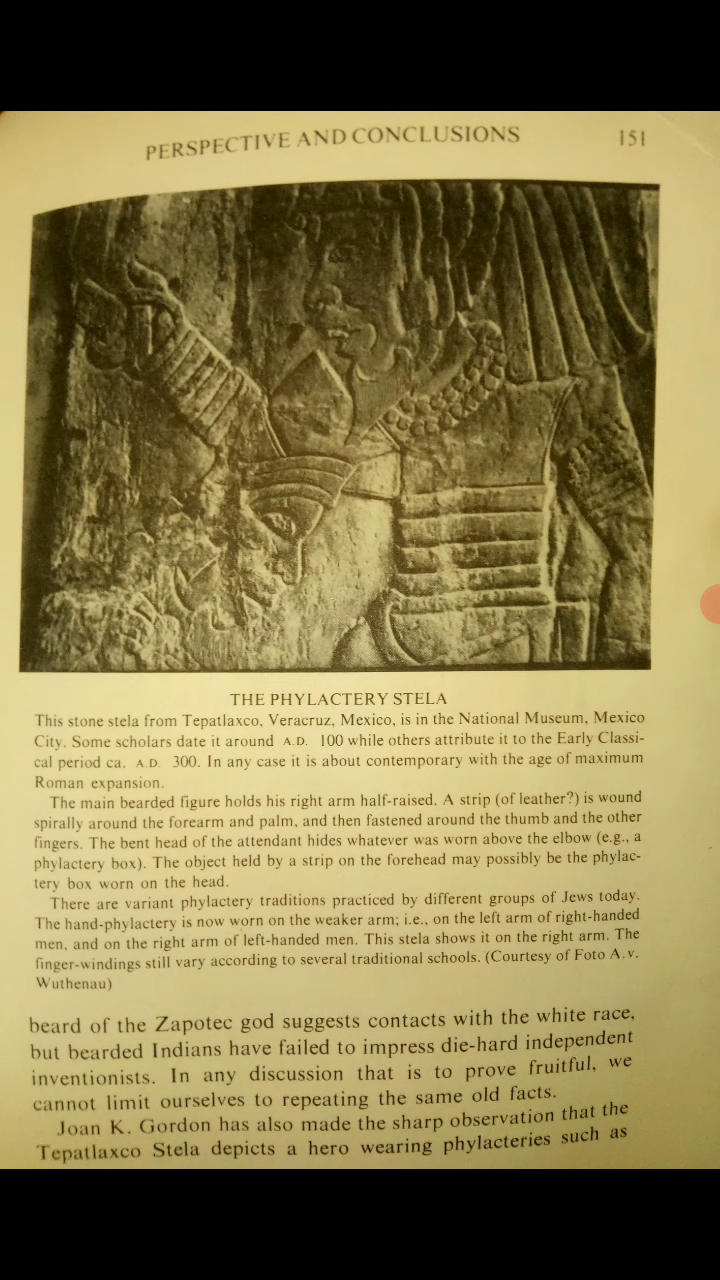 PERSPECTIVE AND CONCLUSIONS 151
THE PHYLACTERY STELA
This stone stela from Tepatlaxco, Veracruz, Mexico, is in the National Museum, Mexico
City. Some scholars date it around A.D. 100 while others attribute it to the Early Classi-
cal period ca. A.D. 300. In any case it is about contemporary with the age of maximum
Roman expansion.
The main bearded figure holds his right arm half-raised. A strip (of leather?) is wound
spirally around the forearm and palm, and then fastened around the thumb and the other
fingers. The bent head of the attendant hides whatever was worn above the elbow (e.g., a
phylactery box). The object held by a strip on the forehead may possibly be the phylac-
tery box worn on the head.
There are variant phylactery traditions practiced by different groups of Jews today.
The hand-phylactery is now worn on the weaker arm; i.e., on the left arm of right-handed
men, and on the right arm of left-handed men. This stela shows it on the right arm. The
finger-windings still vary according to several traditional schools. (Courtesy of Foto A.v.
Wuthenau)
beard of the Zapotec god suggests contacts with the white race,
but bearded Indians have failed to impress die-hard independent
inventionists. In any discussion that is to prove fruitful, we
cannot limit ourselves to repeating the same old facts.
Joan K. Gordon has also made the sharp observation that the
Tepatlaxco Stela depicts a hero wearing phylacteries such as